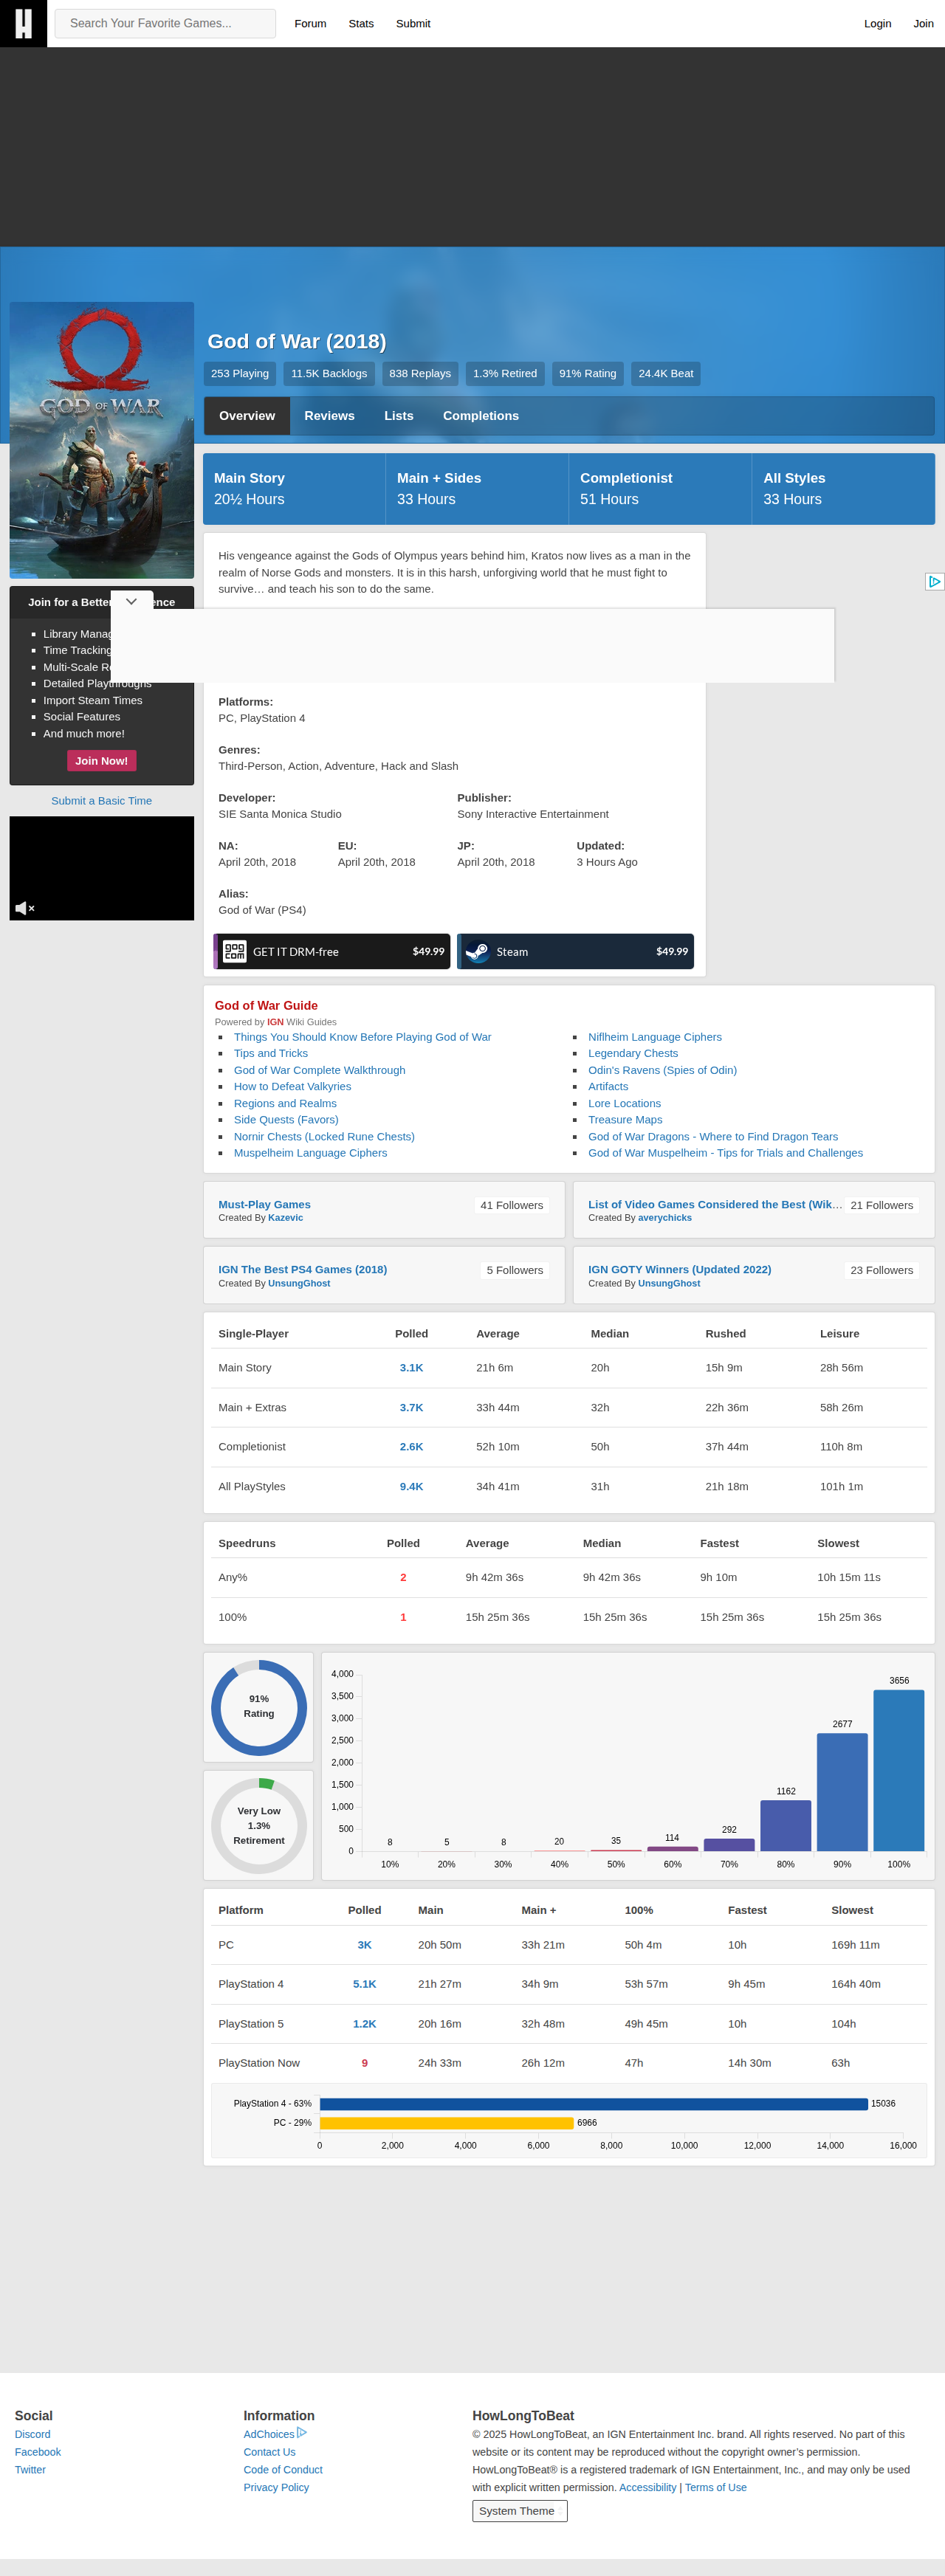 H
Search Your Favorite Games...
Forum
Stats
Submit
Login
Join
GOD OF WAR
God of War (2018)
253 Playing
11.5K Backlogs
838 Replays
1.3% Retired
91% Rating
24.4K Beat
Overview
Reviews
Lists
Completions
Main Story
20½ Hours
Main + Sides
33 Hours
Completionist
51 Hours
All Styles
33 Hours
His vengeance against the Gods of Olympus years behind him, Kratos now lives as a man in the
realm of Norse Gods and monsters. It is in this harsh, unforgiving world that he must fight to
survive… and teach his son to do the same.
Join for a Better
Library
Time Tracking
Multi-Scale
Detailed Playthroughs
Import Steam Times
Social Features
And much more!
Join Now!
Submit a Basic Time
Platforms:
PC, PlayStation 4
Genres:
Third-Person, Action, Adventure, Hack and Slash
Developer:
SIE Santa Monica Studio
Publisher:
Sony Interactive Entertainment
NA:
April 20th, 2018
EU:
April 20th, 2018
JP:
April 20th, 2018
Updated:
3 Hours Ago
Alias:
God of War (PS4)
GOG COM GET IT DRM-free $49.99
Steam $49.99
God of War Guide
Powered by IGN Wiki Guides
Things You Should Know Before Playing God of War
Tips and Tricks
God of War Complete Walkthrough
How to Defeat Valkyries
Regions and Realms
Side Quests (Favors)
Nornir Chests (Locked Rune Chests)
Muspelheim Language Ciphers
Niflheim Language Ciphers
Legendary Chests
Odin's Ravens (Spies of Odin)
Artifacts
Lore Locations
Treasure Maps
God of War Dragons - Where to Find Dragon Tears
God of War Muspelheim - Tips for Trials and Challenges
Must-Play Games 41 Followers
Created By Kazevic
List of Video Games Considered the Best (Wik… 21 Followers
Created By averychicks
IGN The Best PS4 Games (2018) 5 Followers
Created By UnsungGhost
IGN GOTY Winners (Updated 2022) 23 Followers
Created By UnsungGhost
Single-Player Polled Average Median Rushed Leisure
Main Story 3.1K 21h 6m 20h 15h 9m 28h 56m
Main + Extras 3.7K 33h 44m 32h 22h 36m 58h 26m
Completionist 2.6K 52h 10m 50h 37h 44m 110h 8m
All PlayStyles 9.4K 34h 41m 31h 21h 18m 101h 1m
Speedruns Polled Average Median Fastest Slowest
Any% 2 9h 42m 36s 9h 42m 36s 9h 10m 10h 15m 11s
100% 1 15h 25m 36s 15h 25m 36s 15h 25m 36s 15h 25m 36s
91%
Rating
Very Low
1.3%
Retirement
4,000
3,500
3,000
2,500
2,000
1,500
1,000
500
0
8 5 8 20 35 114 292 1162 2677 3656
10% 20% 30% 40% 50% 60% 70% 80% 90% 100%
Platform Polled Main Main + 100% Fastest Slowest
PC 3K 20h 50m 33h 21m 50h 4m 10h 169h 11m
PlayStation 4 5.1K 21h 27m 34h 9m 53h 57m 9h 45m 164h 40m
PlayStation 5 1.2K 20h 16m 32h 48m 49h 45m 10h 104h
PlayStation Now 9 24h 33m 26h 12m 47h 14h 30m 63h
PlayStation 4 - 63% 15036
PC - 29% 6966
0 2,000 4,000 6,000 8,000 10,000 12,000 14,000 16,000
Social
Discord
Facebook
Twitter
Information
AdChoices
Contact Us
Code of Conduct
Privacy Policy
HowLongToBeat
© 2025 HowLongToBeat, an IGN Entertainment Inc. brand. All rights reserved. No part of this
website or its content may be reproduced without the copyright owner's permission.
HowLongToBeat® is a registered trademark of IGN Entertainment, Inc., and may only be used
with explicit written permission. Accessibility | Terms of Use
System Theme